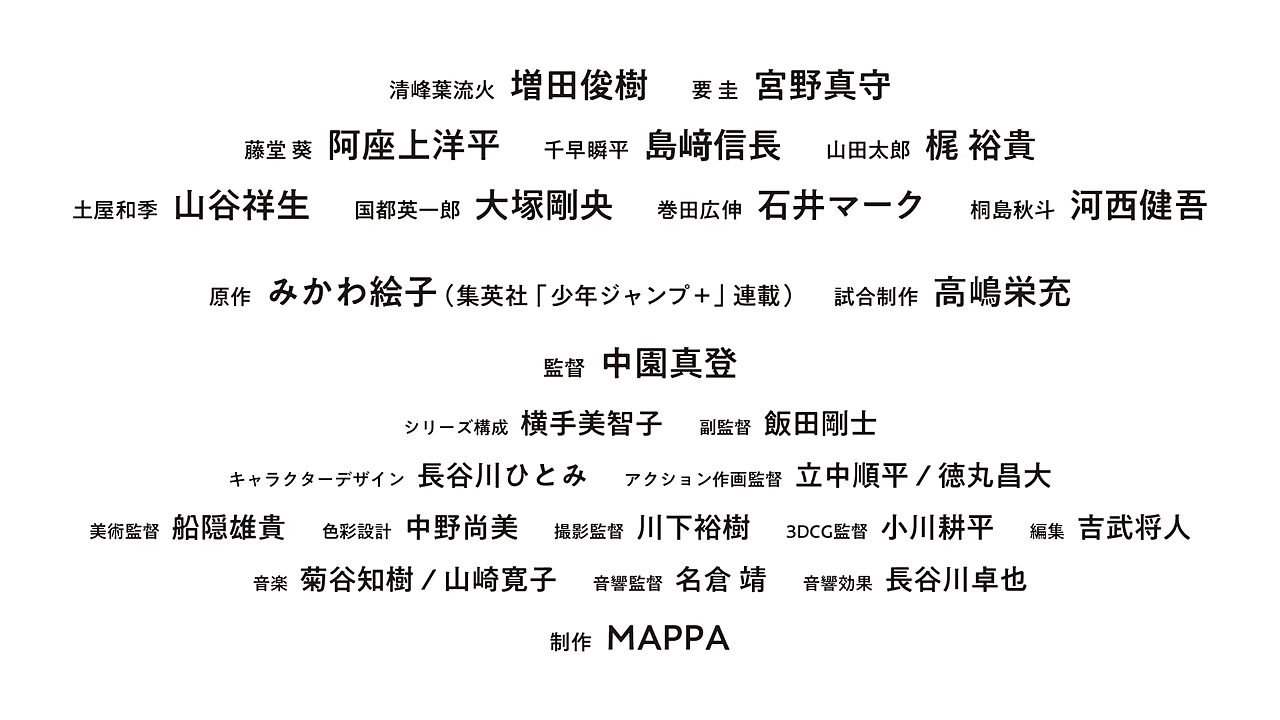 清峰葉流火 増田俊樹 要 圭 宮野真守
藤堂 葵 阿座上洋平 千早瞬平 島﨑信長 山田太郎 梶 裕貴
土屋和季 山谷祥生 国都英一郎 大塚剛央 巻田広伸 石井マーク 桐島秋斗 河西健吾
原作 みかわ絵子(集英社「少年ジャンプ+」連載) 試合制作 高嶋栄充
監督 中園真登
シリーズ構成 横手美智子 副監督 飯田剛士
キャラクターデザイン 長谷川ひとみ アクション作画監督 立中順平 / 徳丸昌大
美術監督 船隠雄貴 色彩設計 中野尚美 撮影監督 川下裕樹 3DCG監督 小川耕平 編集 吉武将人
音楽 菊谷知樹 / 山崎寛子 音響監督 名倉 靖 音響効果 長谷川卓也
制作 MAPPA